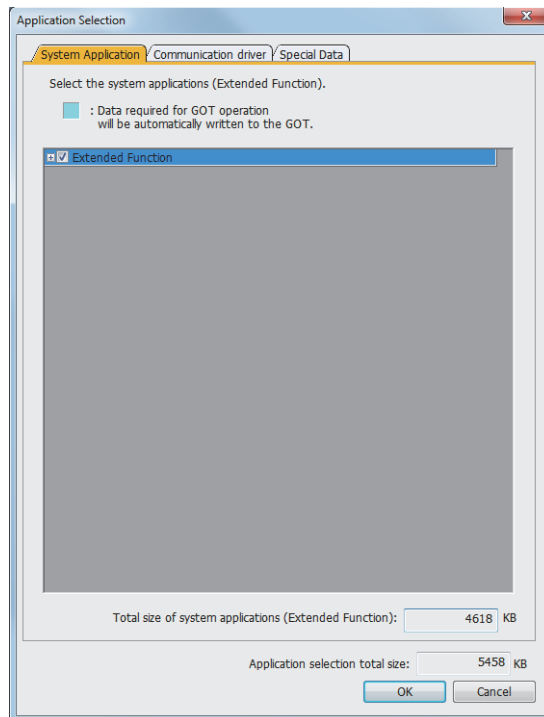 Application Selection
System Application Communication driver Special Data
Select the system applications (Extended Function).
: Data required for GOT operation
will be automatically written to the GOT.
Extended Function
Total size of system applications (Extended Function): 4618 KB
Application selection total size: 5458 KB
OK Cancel